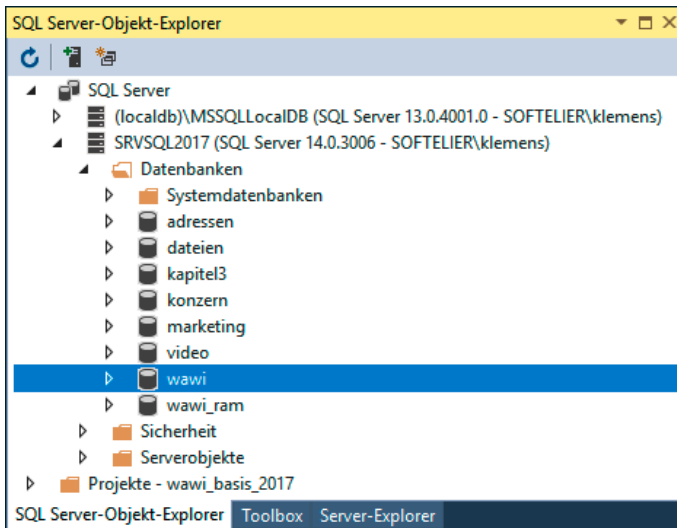 SQL Server-Objekt-Explorer
SQL Server
(localdb)\MSSQLLocalDB (SQL Server 13.0.4001.0 - SOFTELIER\klemens)
SRVSQL2017 (SQL Server 14.0.3006 - SOFTELIER\klemens)
Datenbanken
Systemdatenbanken
adressen
dateien
kapitel3
konzern
marketing
video
wawi
wawi_ram
Sicherheit
Serverobjekte
Projekte - wawi_basis_2017
SQL Server-Objekt-Explorer Toolbox Server-Explorer